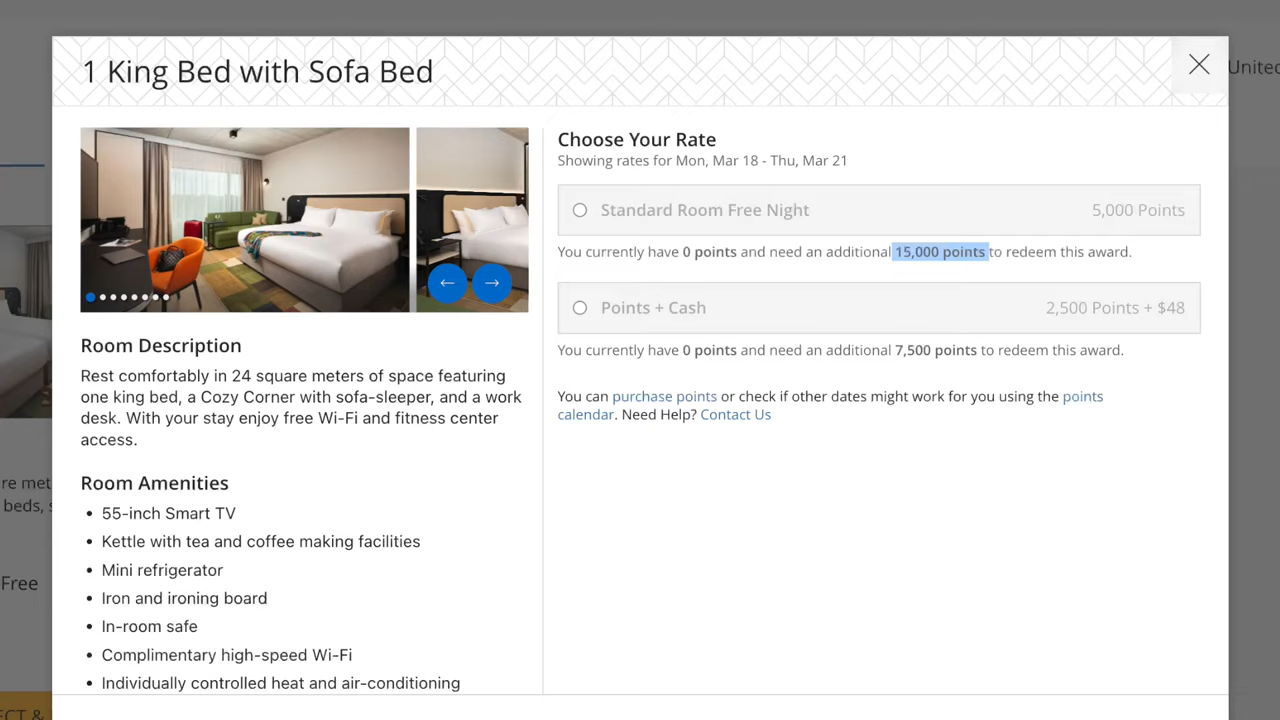 1 King Bed with Sofa Bed
United
Choose Your Rate
Showing rates for Mon, Mar 18 - Thu, Mar 21
Standard Room Free Night 5,000 Points
You currently have 0 points and need an additional 15,000 points to redeem this award.
Points + Cash 2,500 Points + $48
You currently have 0 points and need an additional 7,500 points to redeem this award.
You can purchase points or check if other dates might work for you using the points
calendar. Need Help? Contact Us
Room Description
Rest comfortably in 24 square meters of space featuring
one king bed, a Cozy Corner with sofa-sleeper, and a work
desk. With your stay enjoy free Wi-Fi and fitness center
access.
Room Amenities
• 55-inch Smart TV
• Kettle with tea and coffee making facilities
• Mini refrigerator
• Iron and ironing board
• In-room safe
• Complimentary high-speed Wi-Fi
• Individually controlled heat and air-conditioning
re met
beds, s
Free
ECT &